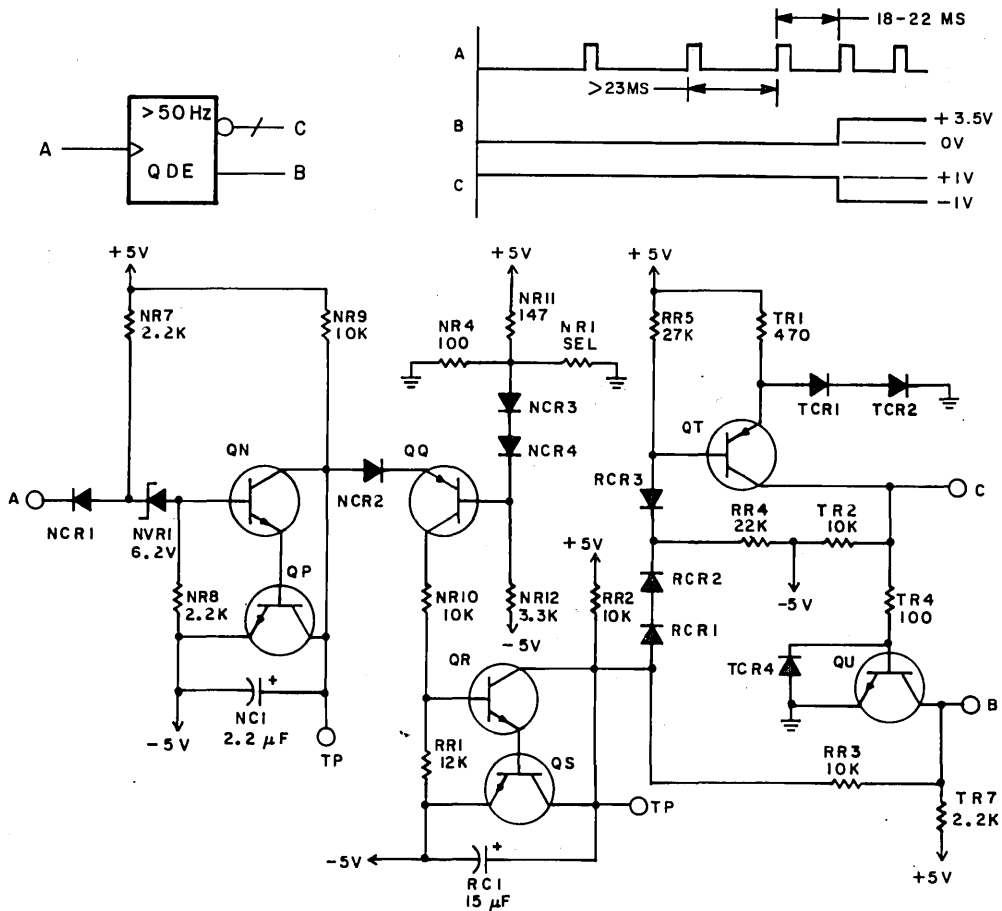 18-22 MS
A
>23MS
B
+3.5V
0V
C
+1V
-1V
>50 Hz
A
C
QDE
B
+5V
+5V
+5V
NR7
2.2K
NR9
10K
NR11
147
NR4
100
NR1
SEL
RR5
27K
TR1
470
NCR3
TCR1
TCR2
NCR4
QT
QN
QQ
RCR3
A
NCR1
NVR1
6.2V
NCR2
C
RR4
22K
TR2
10K
+5V
QP
RCR2
NR8
2.2K
NR10
10K
NR12
3.3K
RR2
10K
-5V
TR4
100
-5V
RCR1
QR
TCR4
QU
NC1
2.2 µF
-5V
TP
B
RR1
12K
QS
RR3
10K
TP
TR7
2.2K
-5V
RC1
15 µF
+
+
+5V